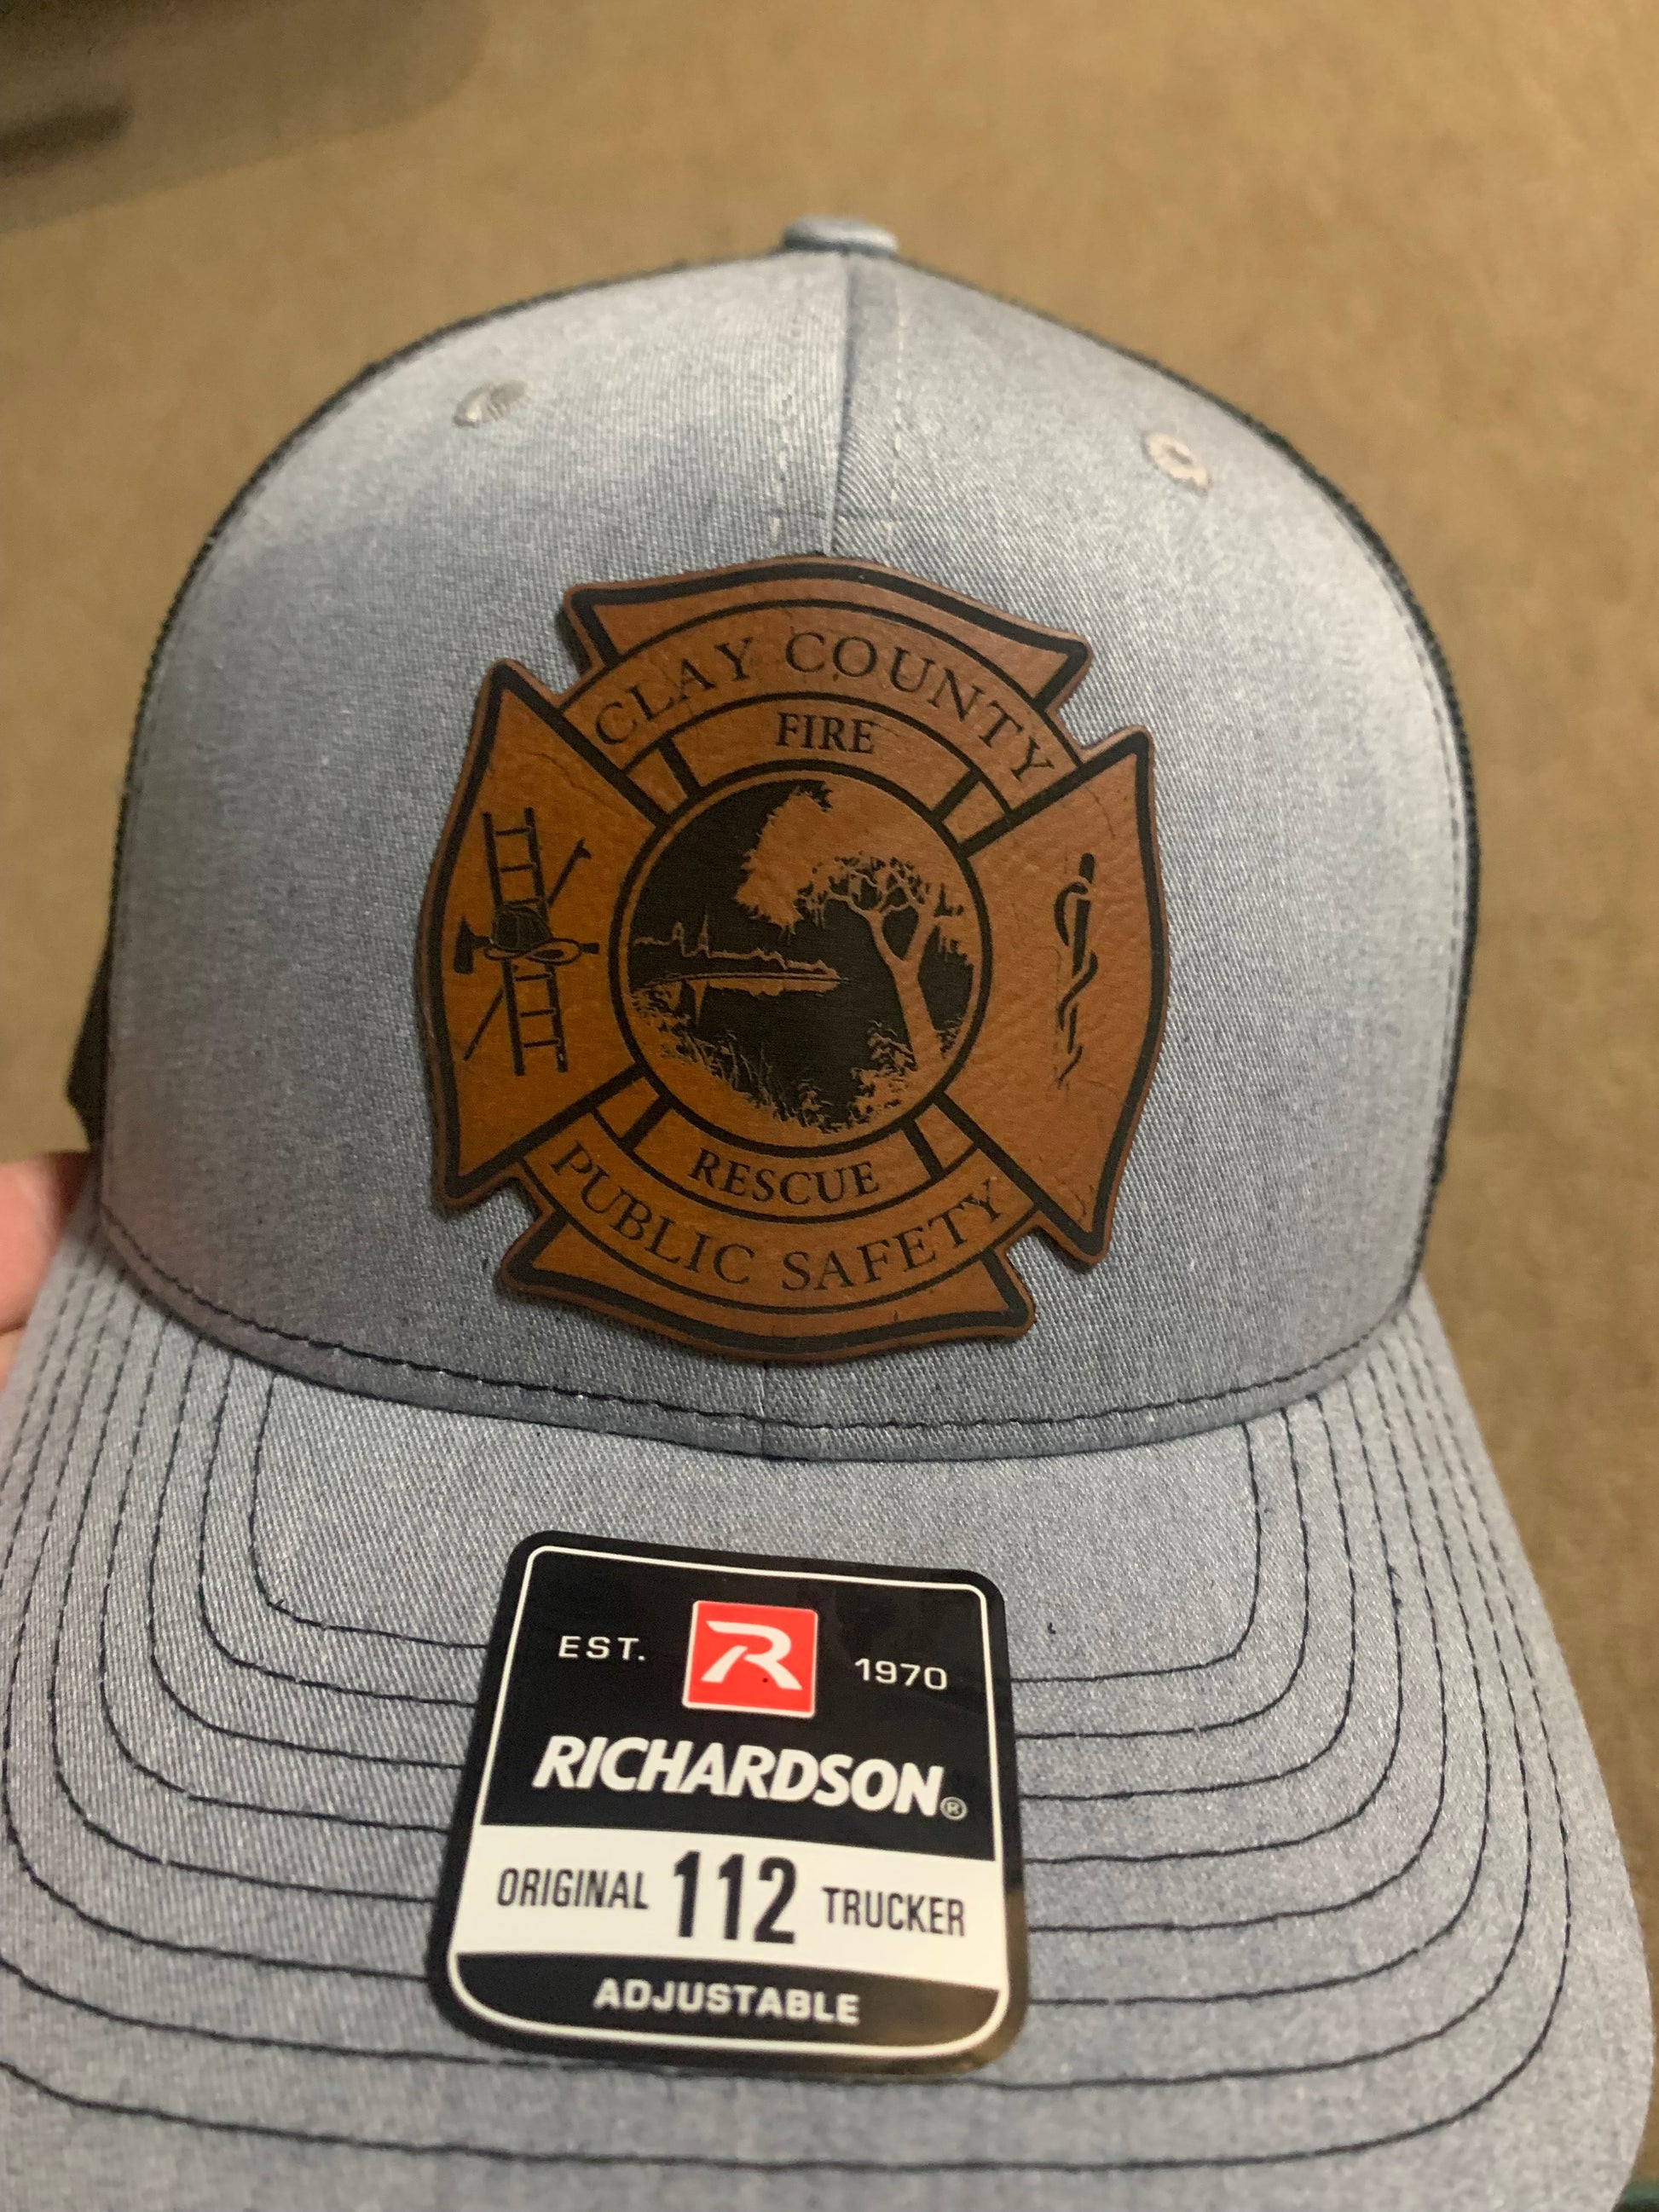 CLAY COUNTY
FIRE
RESCUE
PUBLIC SAFETY
EST. R 1970
RICHARDSON®
ORIGINAL 112 TRUCKER
ADJUSTABLE